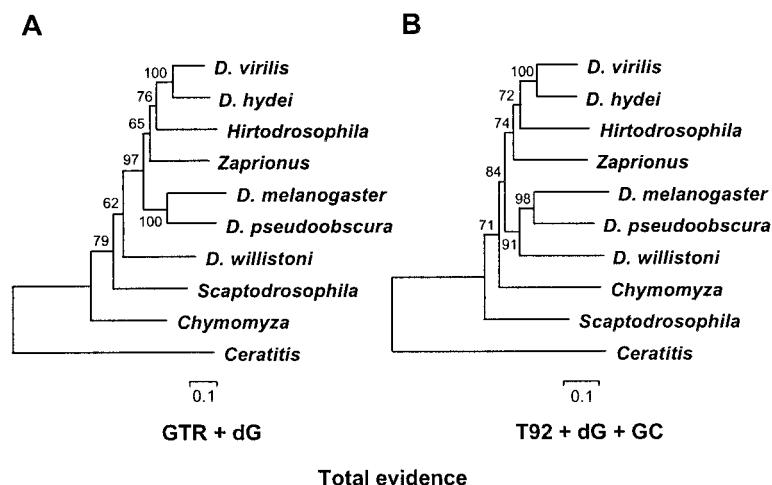 A
B
100
D. virilis
76
D. hydei
65
Hirtodrosophila
97
Zaprionus
62
D. melanogaster
100
D. pseudoobscura
79
D. willistoni
Scaptodrosophila
Chymomyza
Ceratitis
0.1
GTR + dG
100
D. virilis
72
D. hydei
74
Hirtodrosophila
84
Zaprionus
98
D. melanogaster
71
D. pseudoobscura
91
D. willistoni
Chymomyza
Scaptodrosophila
Ceratitis
0.1
T92 + dG + GC
Total evidence